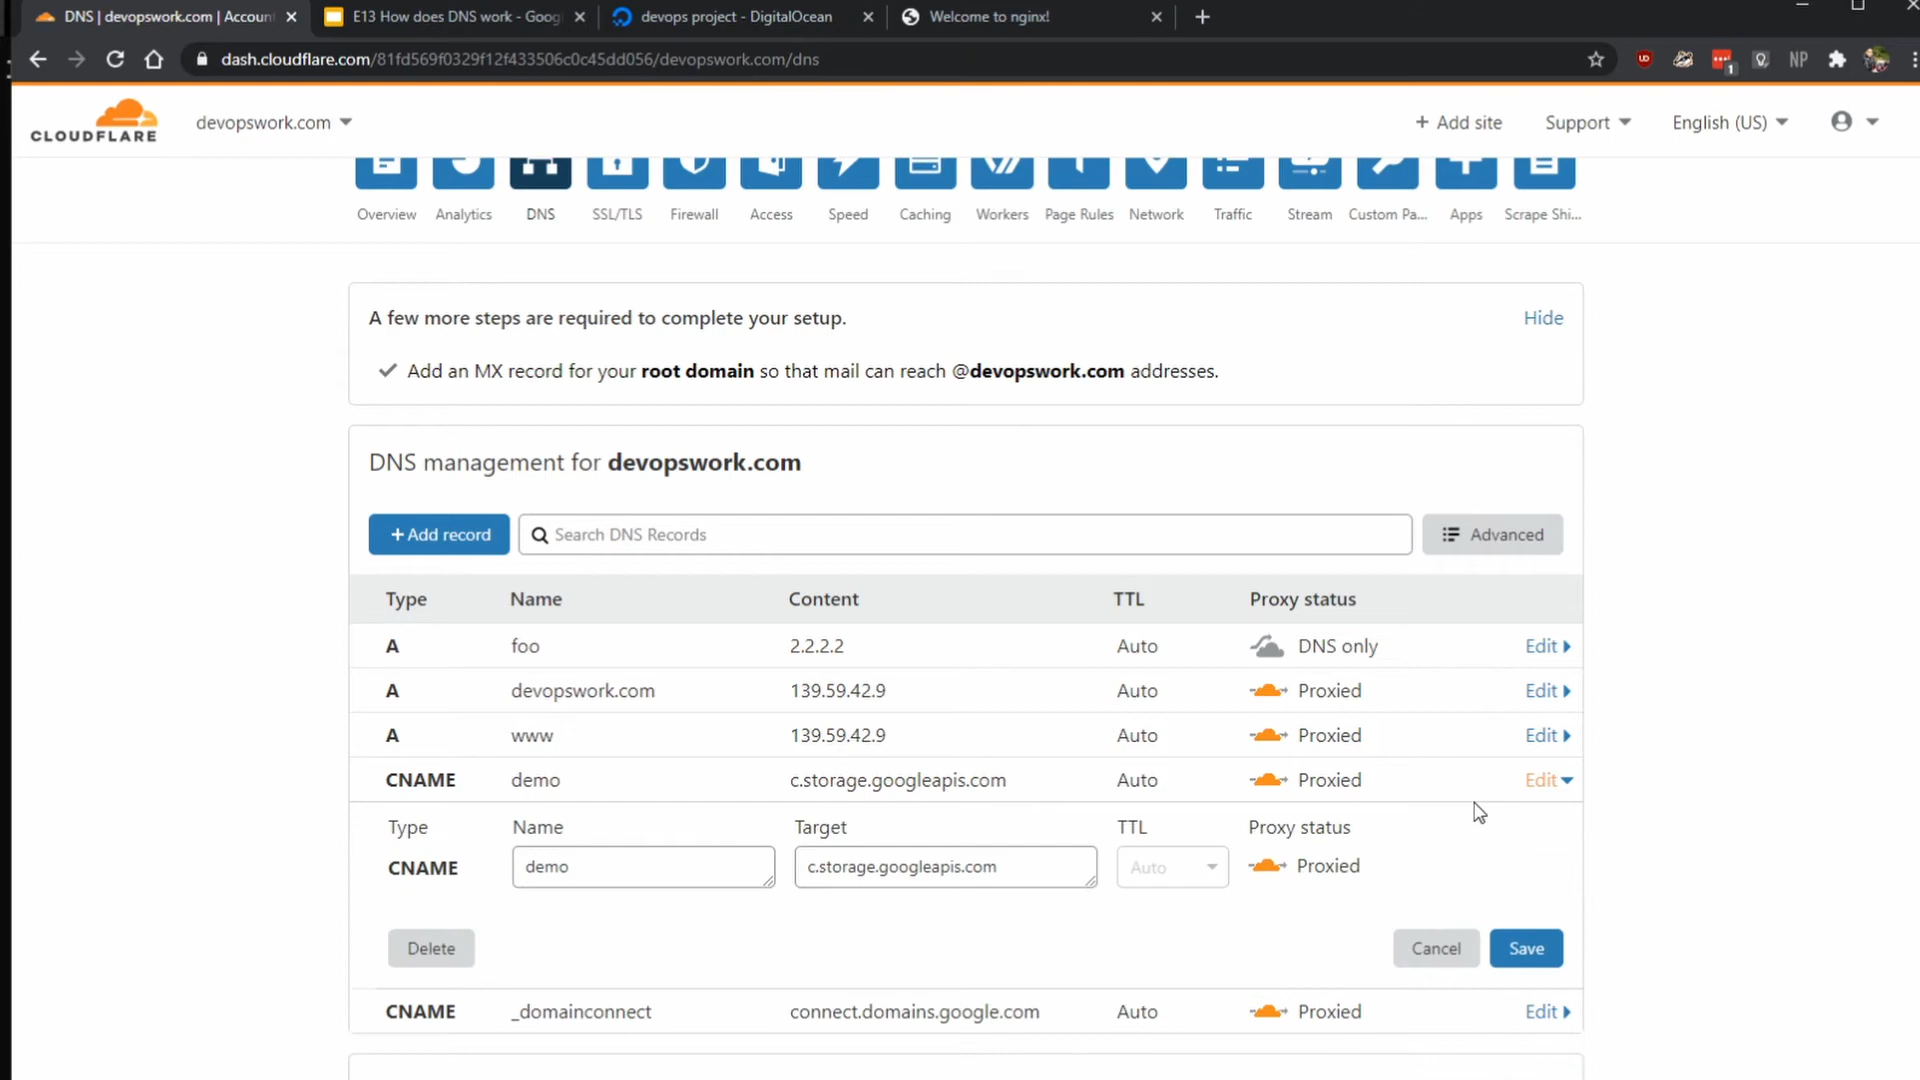 DNS | devopswork.com | Accoun
E13 How does DNS work - Goog
devops project - DigitalOcean
Welcome to nginx!
dash.cloudflare.com/81fd569f0329f12f433506c0c45dd056/devopswork.com/dns
UD
1
NP
CLOUDFLARE
devopswork.com
+ Add site
Support
English (US)
Overview
Analytics
DNS
SSL/TLS
Firewall
Access
Speed
Caching
Workers
Page Rules
Network
Traffic
Stream
Custom Pa...
Apps
Scrape Shi...
A few more steps are required to complete your setup.
Hide
Add an MX record for your root domain so that mail can reach @devopswork.com addresses.
DNS management for devopswork.com
+ Add record
Search DNS Records
Advanced
Type Name Content TTL Proxy status
A foo 2.2.2.2 Auto DNS only Edit
A devopswork.com 139.59.42.9 Auto Proxied Edit
A www 139.59.42.9 Auto Proxied Edit
CNAME demo c.storage.googleapis.com Auto Proxied Edit
Type Name Target TTL Proxy status
CNAME demo c.storage.googleapis.com Auto Proxied
Delete
Cancel
Save
CNAME _domainconnect connect.domains.google.com Auto Proxied Edit